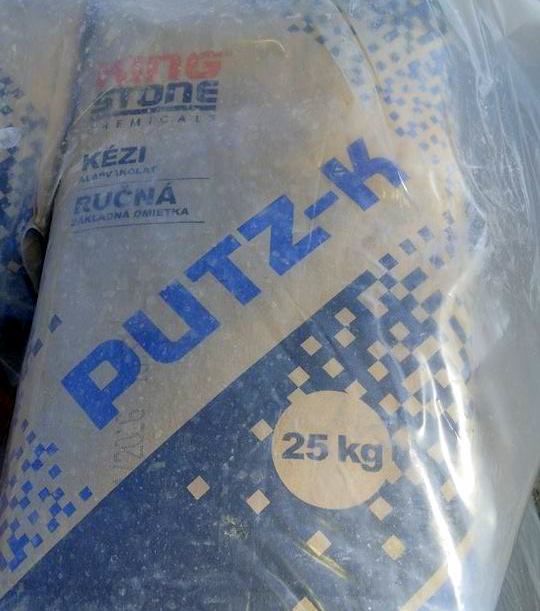 KING
STONE
CHEMICALS
KÉZI
ALAPVAKOLAT
RUČNÁ
ZÁKLADNÁ OMIETKA
PUTZ-K
25 kg